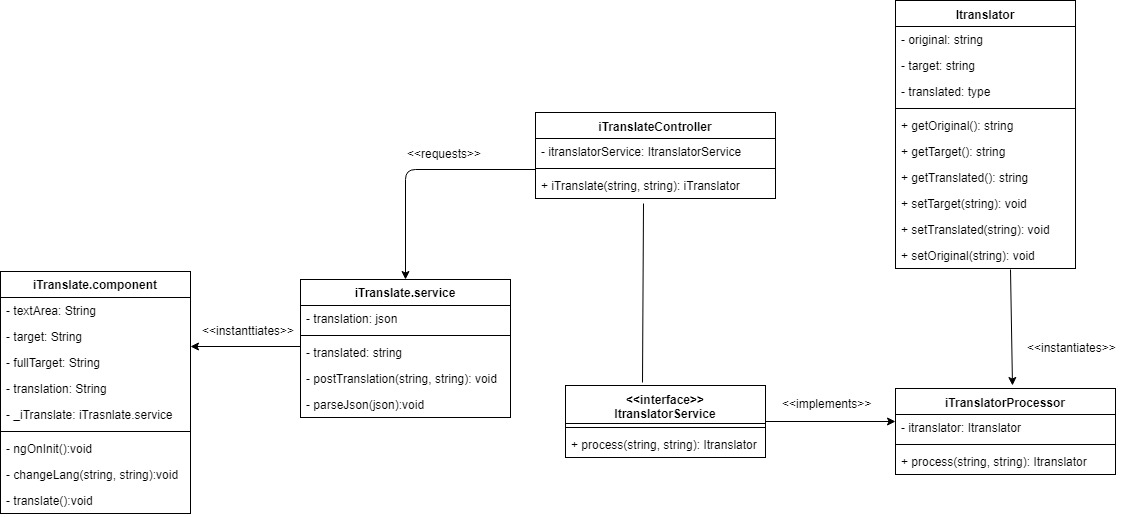 Itranslator
- original: string
- target: string
- translated: type
+ getOriginal(): string
+ getTarget(): string
+ getTranslated(): string
+ setTarget(string): void
+ setTranslated(string): void
+ setOriginal(string): void
iTranslateController
- itranslatorService: ItranslatorService
+ iTranslate(string, string): iTranslator
<<requests>>
iTranslate.component
- textArea: String
- target: String
- fullTarget: String
- translation: String
- _iTranslate: iTrasnlate.service
- ngOnInit():void
- changeLang(string, string):void
- translate():void
<<instanttiates>>
iTranslate.service
- translation: json
- translated: string
- postTranslation(string, string): void
- parseJson(json):void
<<interface>>
ItranslatorService
+ process(string, string): Itranslator
<<implements>>
<<instantiates>>
iTranslatorProcessor
- itranslator: Itranslator
+ process(string, string): Itranslator